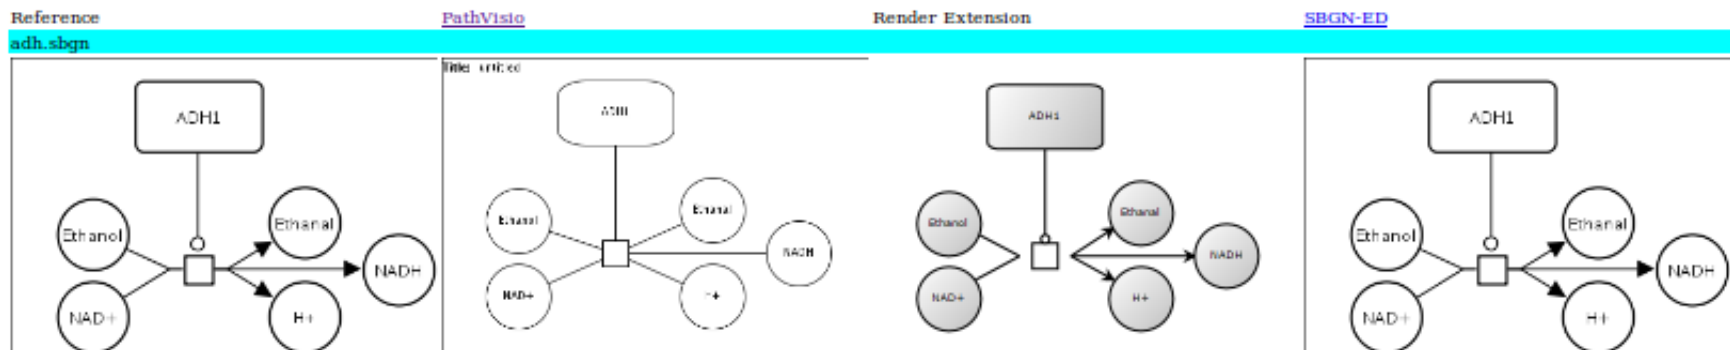 Reference
PathVisio
Render Extension
SBGN-ED
adh.sbgn
ADH1
Ethanol
NAD+
Ethanal
NADH
H+
Title: untitled
Ethanol
NAD+
Ethanal
NADH
H+
ADH1
Ethanol
NAD+
Ethanal
NADH
H+
ADH1
Ethanol
NAD+
Ethanal
NADH
H+